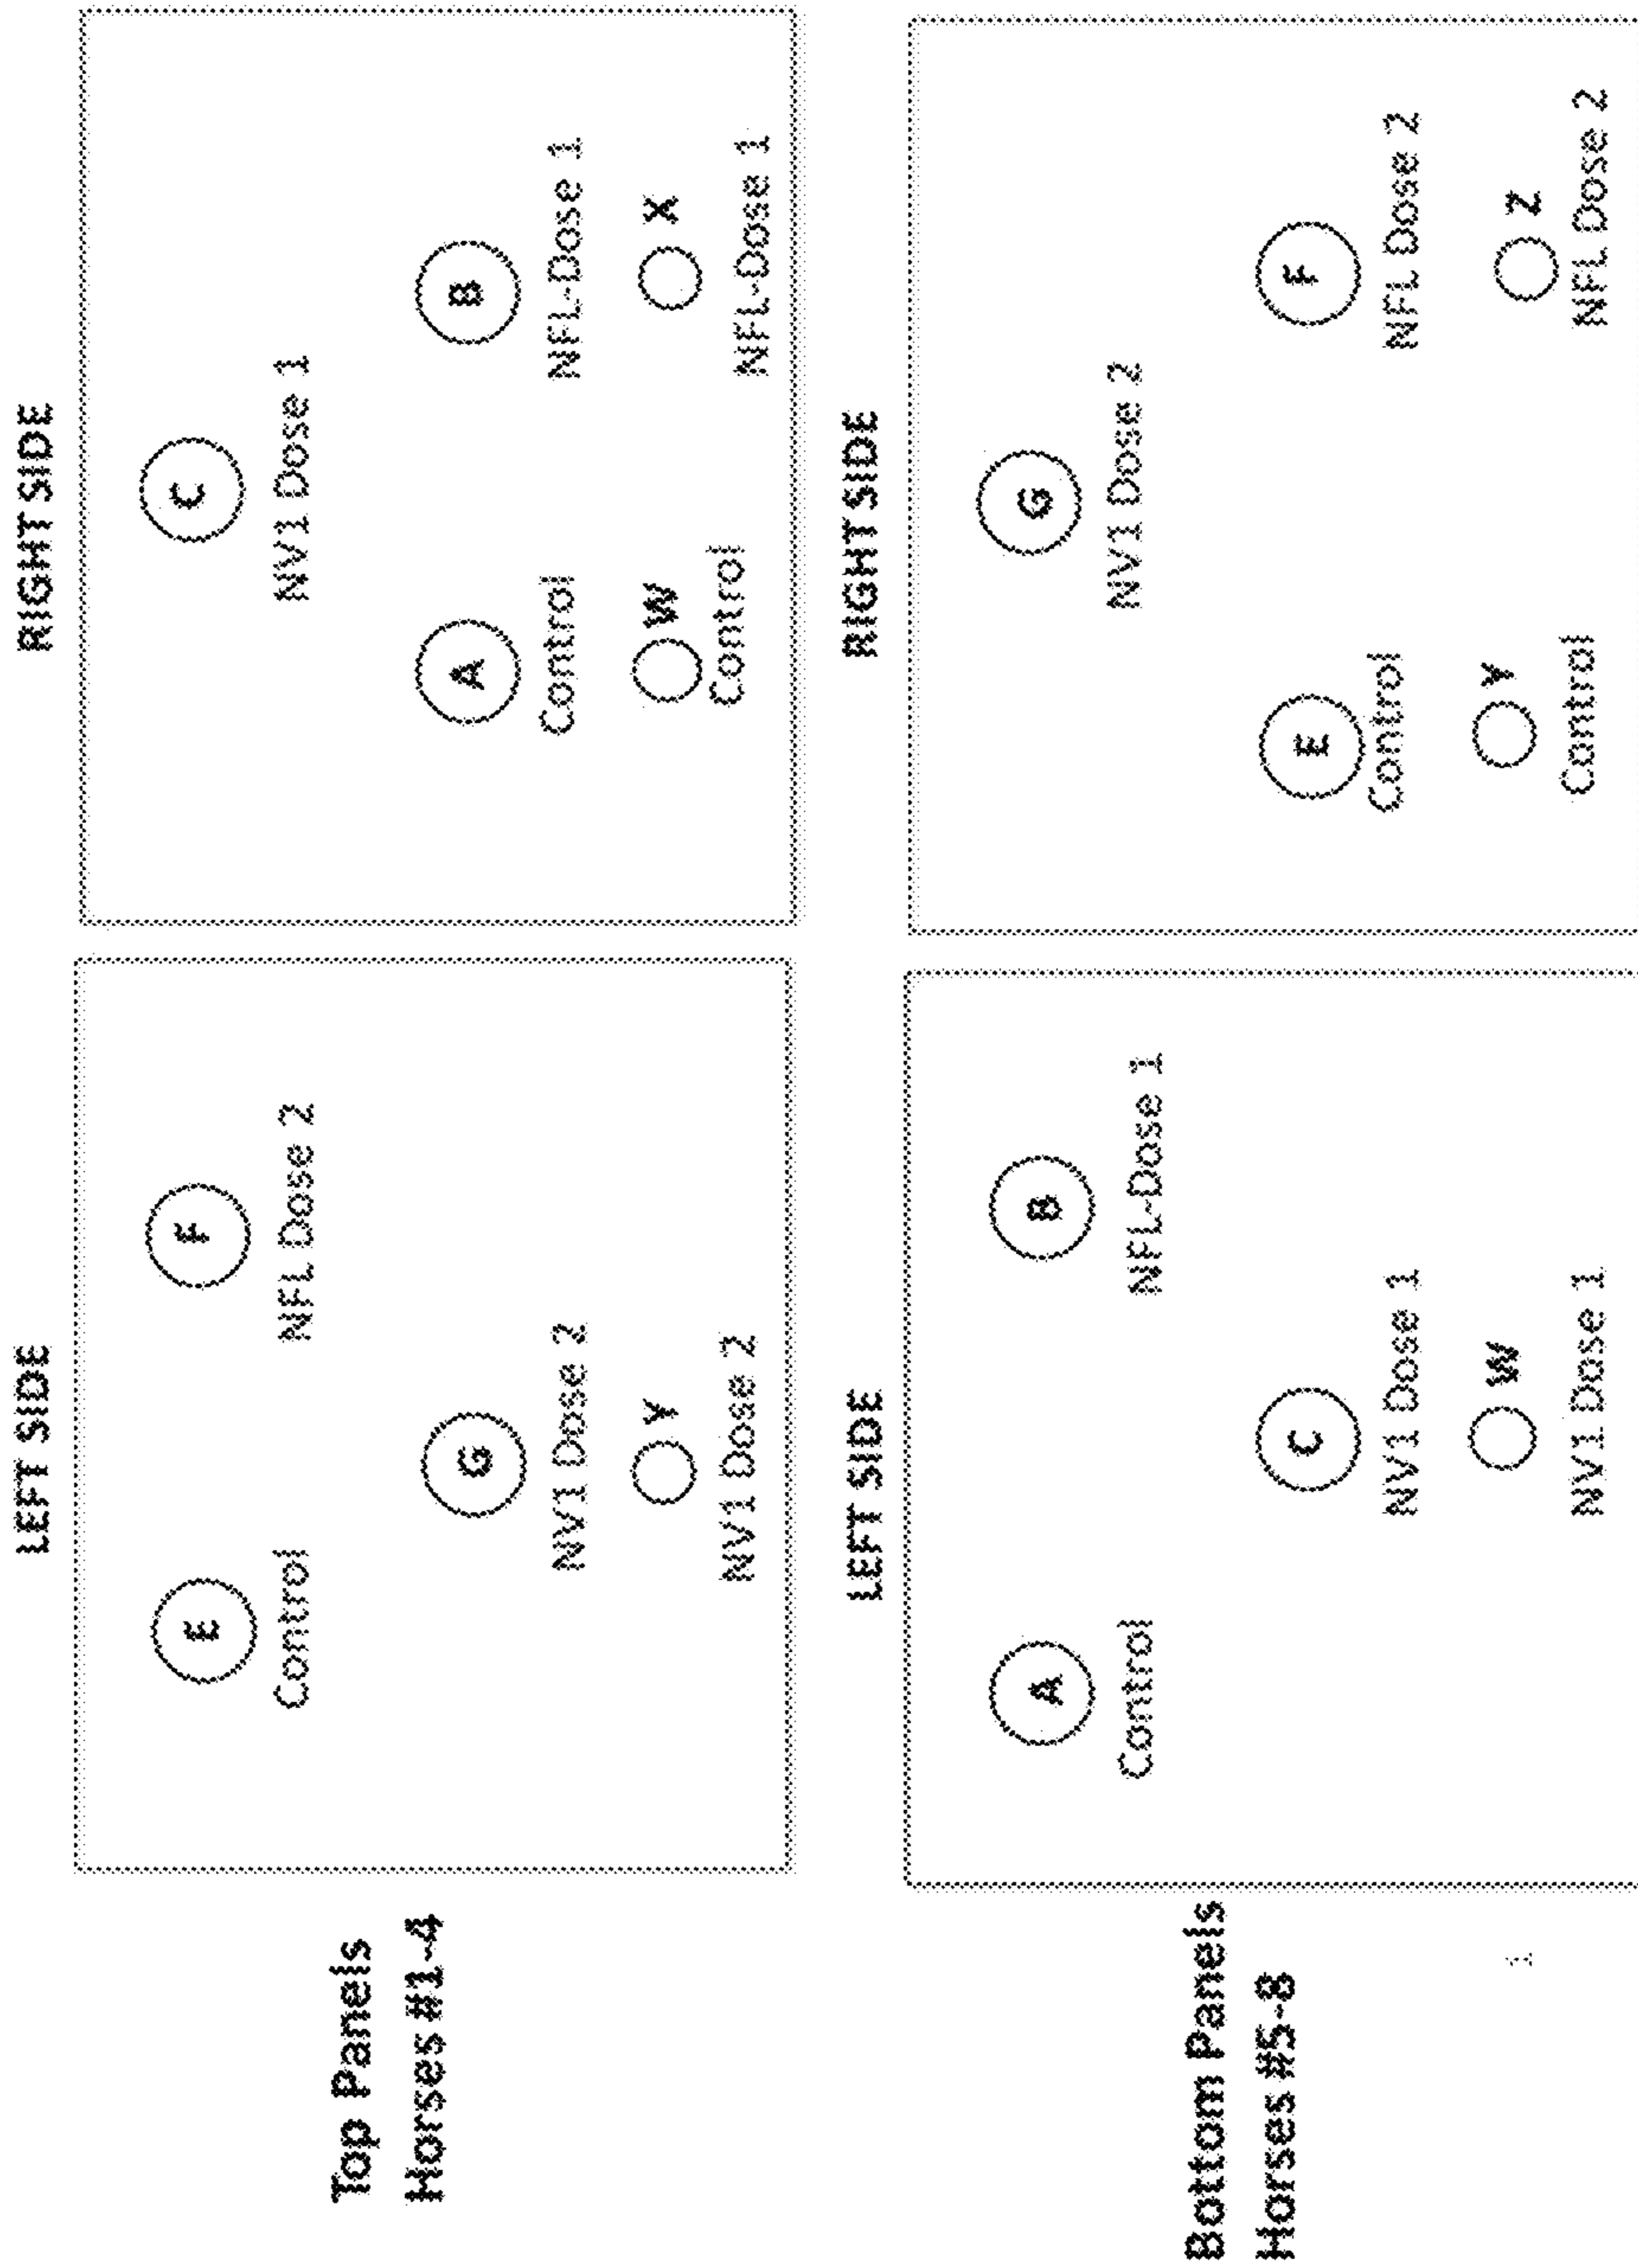 Top Panels
Horses #1-4
LEFT SIDE
E
Control
F
NFL Dose 2
G
NV1 Dose 2
Y
NV1 Dose 2
RIGHT SIDE
C
NV1 Dose 1
A
Control
B
NFL-Dose 1
W
Control
X
NFL-Dose 1
Bottom Panels
Horses #5-8
1
LEFT SIDE
A
Control
B
NFL-Dose 1
C
NV1 Dose 1
W
NV1 Dose 1
RIGHT SIDE
G
NV1 Dose 2
E
Control
F
NFL Dose 2
Y
Control
Z
NFL Dose 2